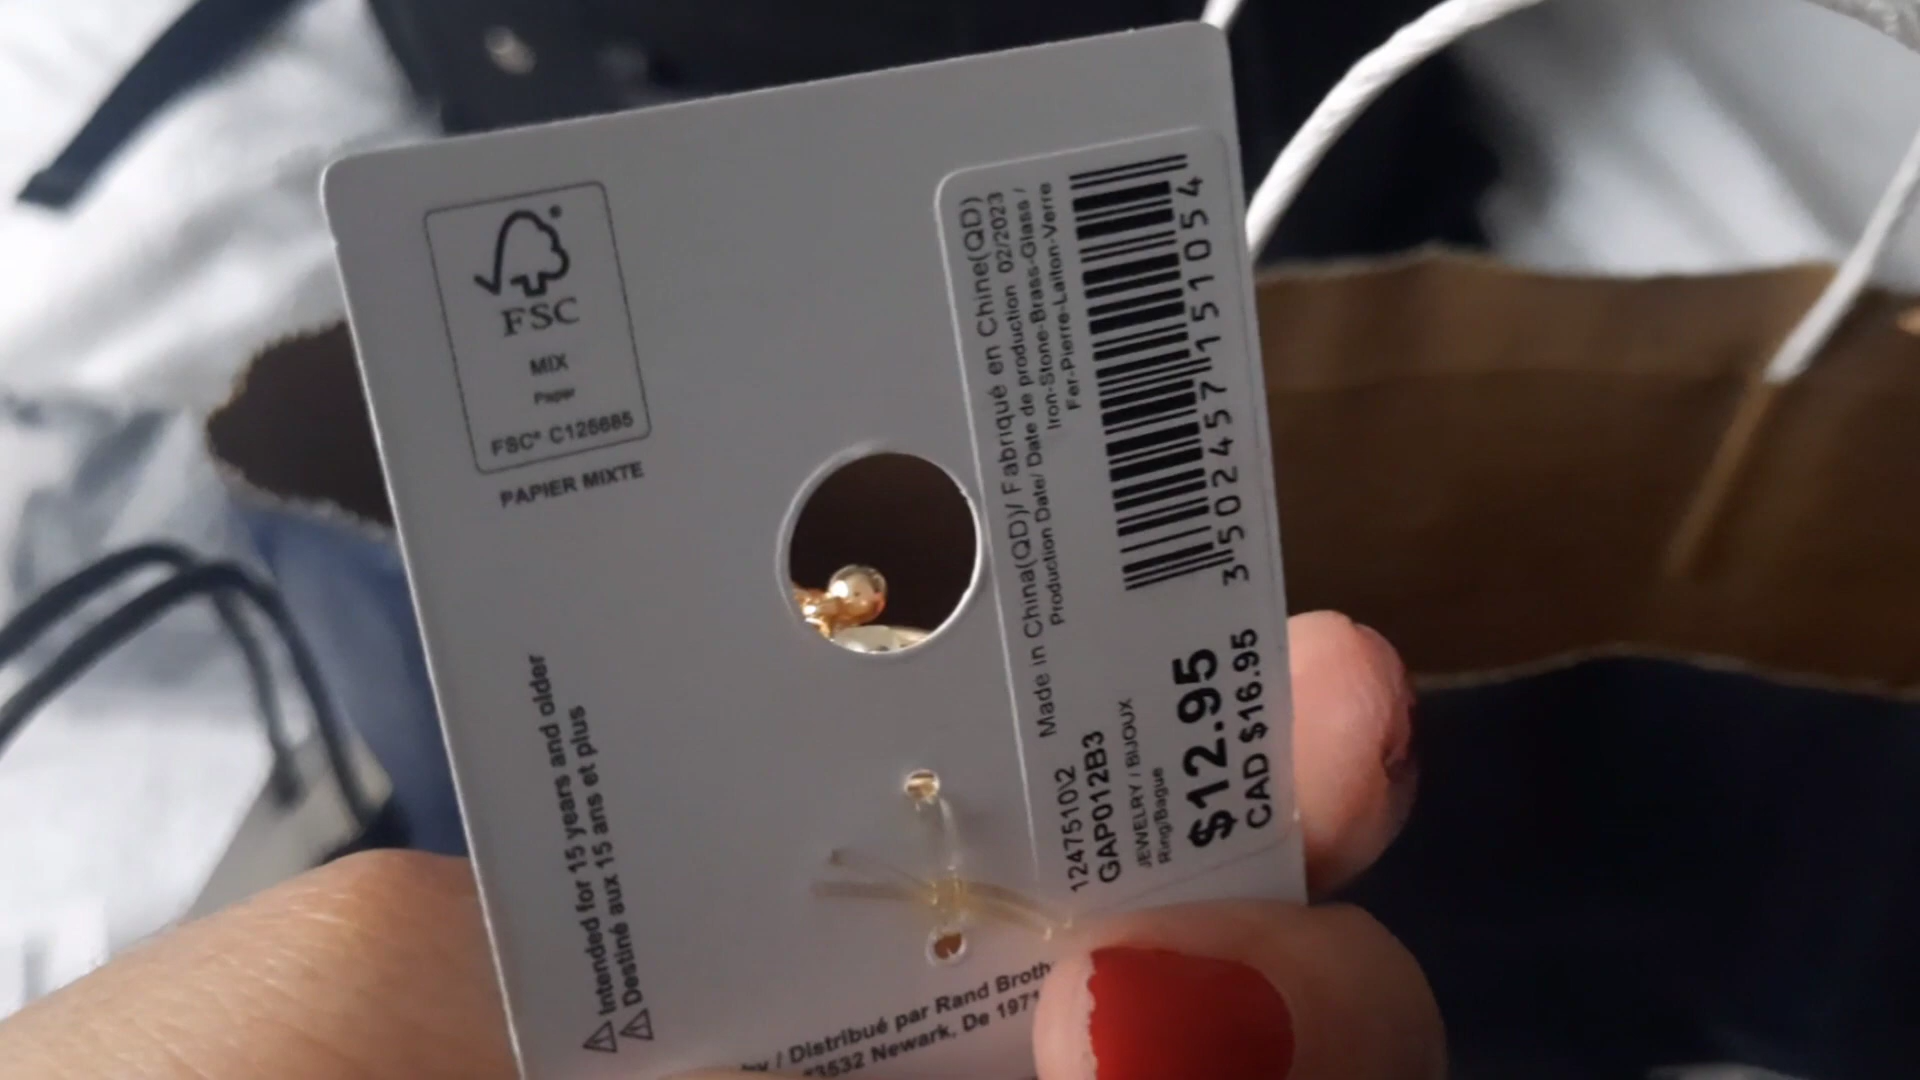 FSC
MIX
Paper
FSC® C125685
PAPIER MIXTE
⚠ Intended for 15 years and older
⚠ Destiné aux 15 ans et plus
Made in China(QD)/ Fabriqué en Chine(QD)
Production Date/ Date de production 02/2023
Iron-Stone-Brass-Glass /
Fer-Pierre-Laiton-Verre
3502457151054
1247510\2
GAP012B3
JEWELRY / BIJOUX
Ring/Bague
$12.95
CAD $16.95
/ Distribué par Rand
Newark, De